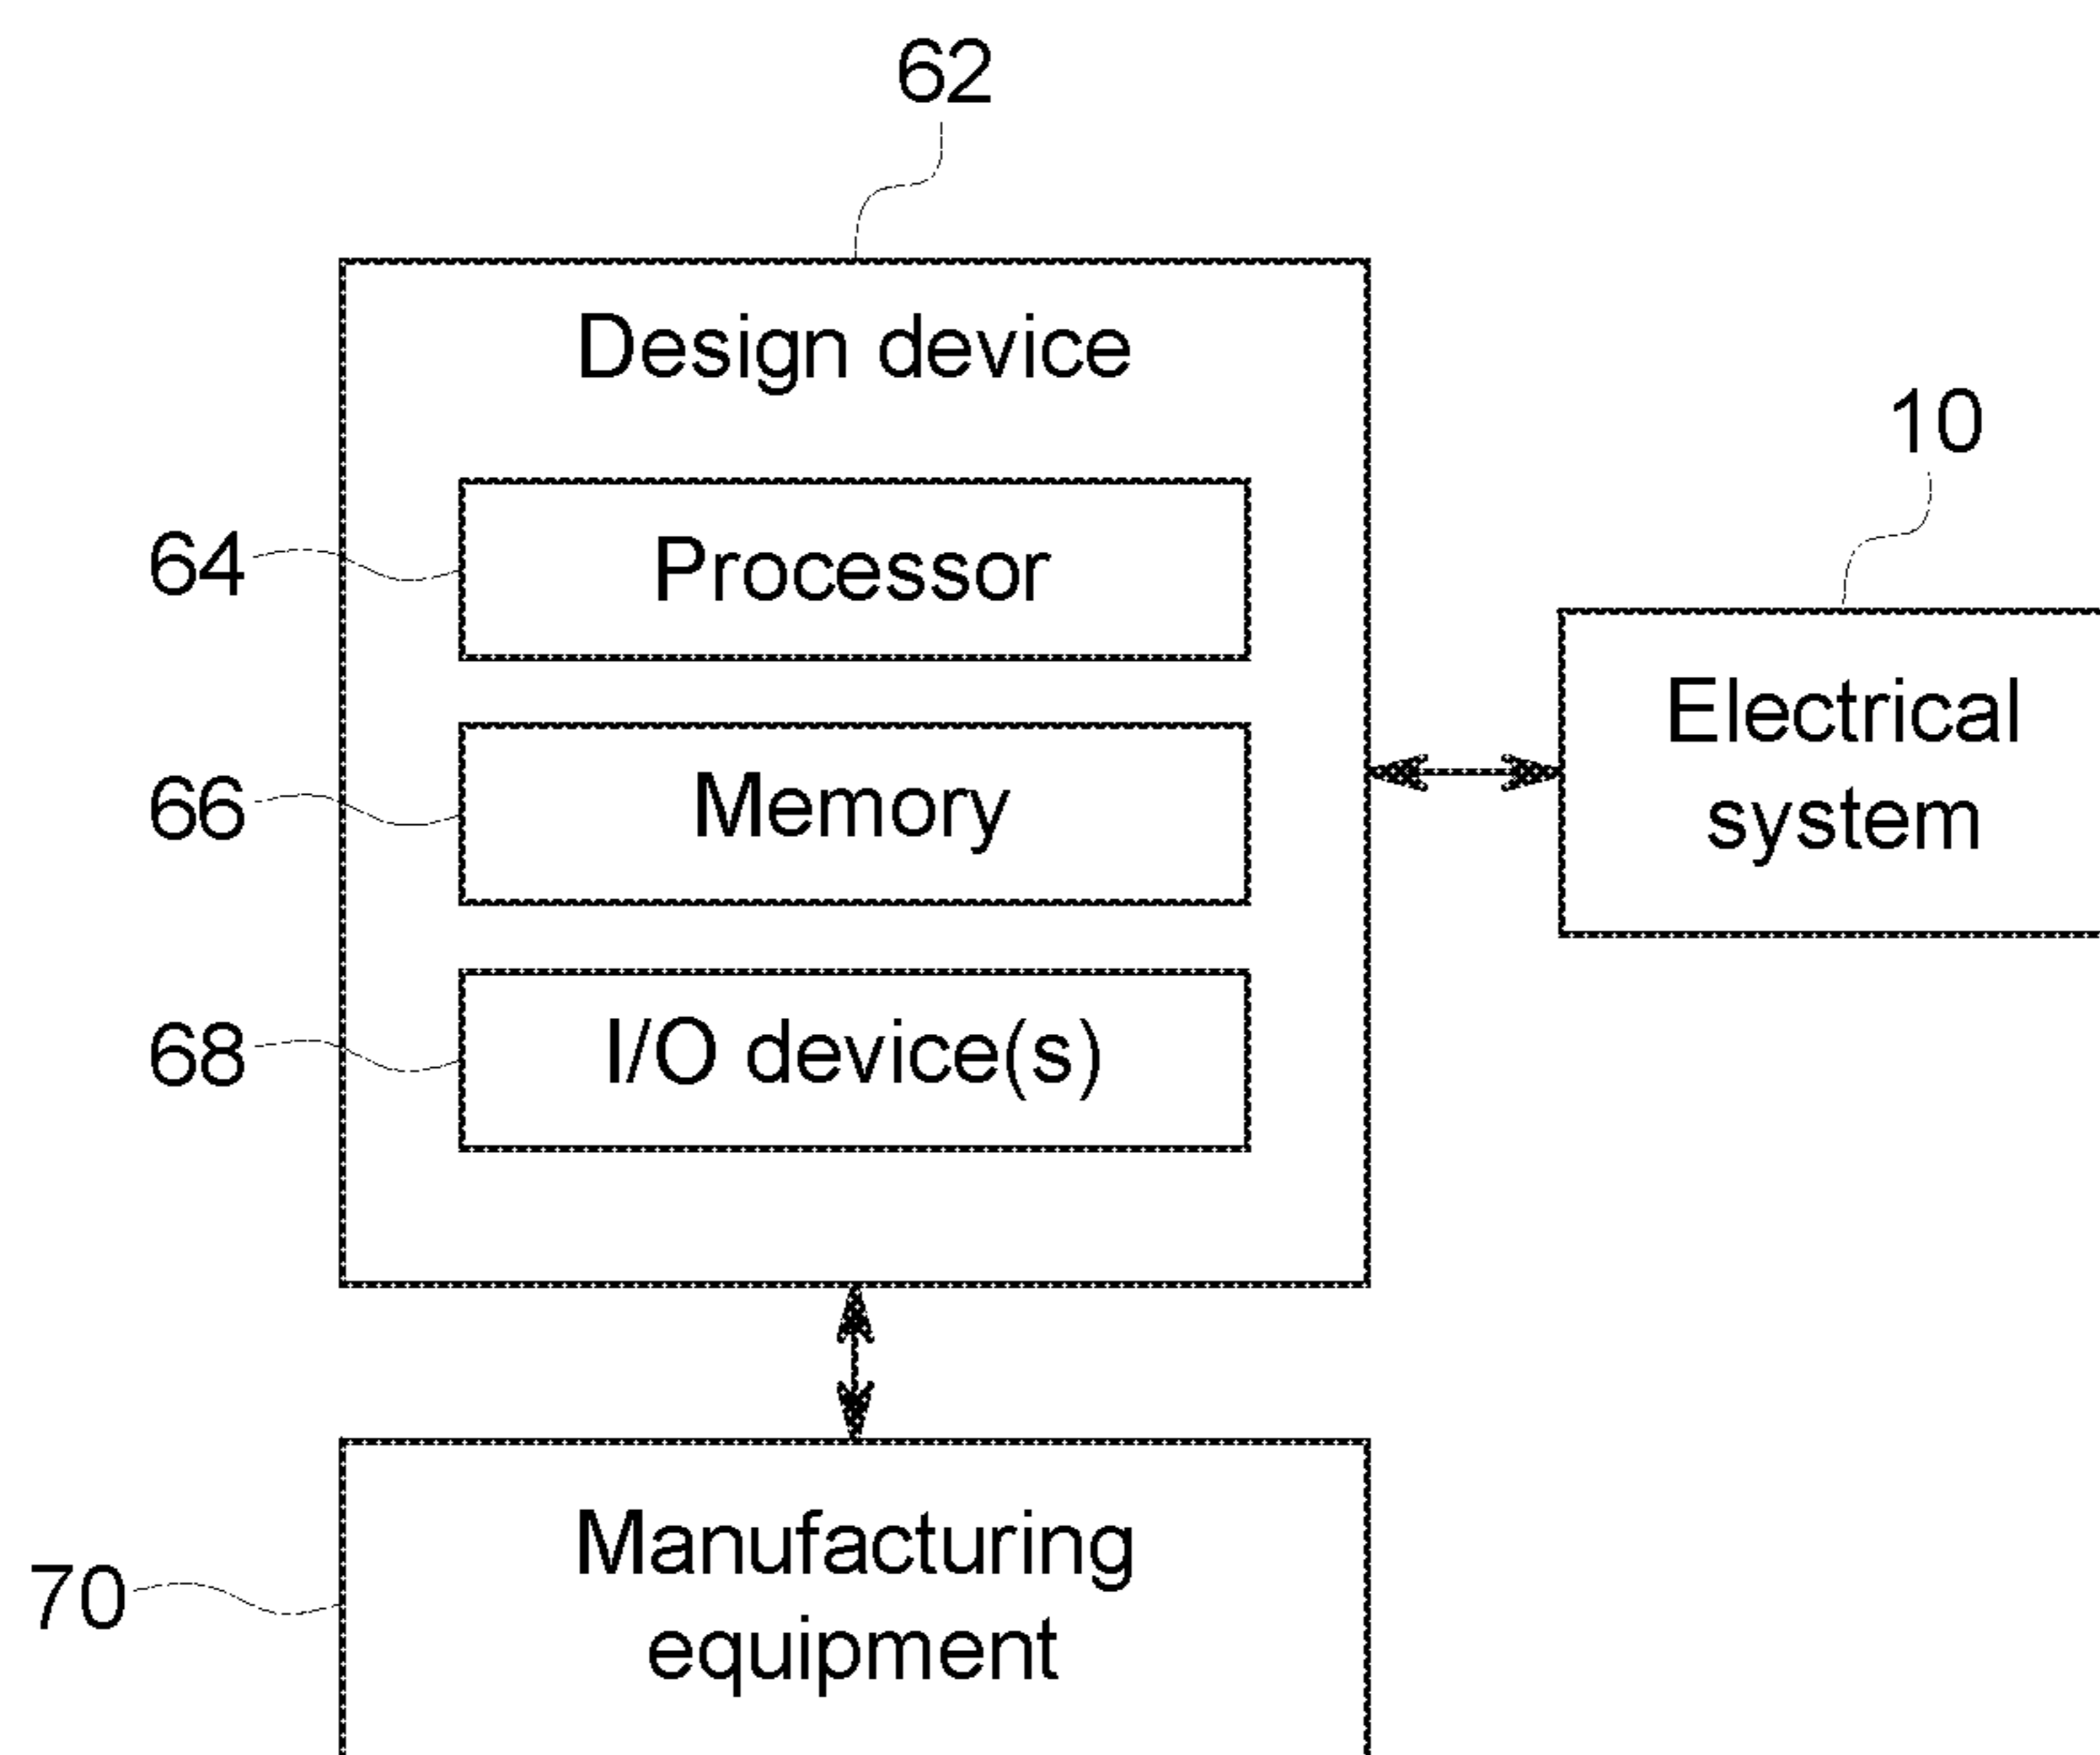 62
Design device
10
64
Processor
Electrical
system
66
Memory
68
I/O device(s)
70
Manufacturing
equipment